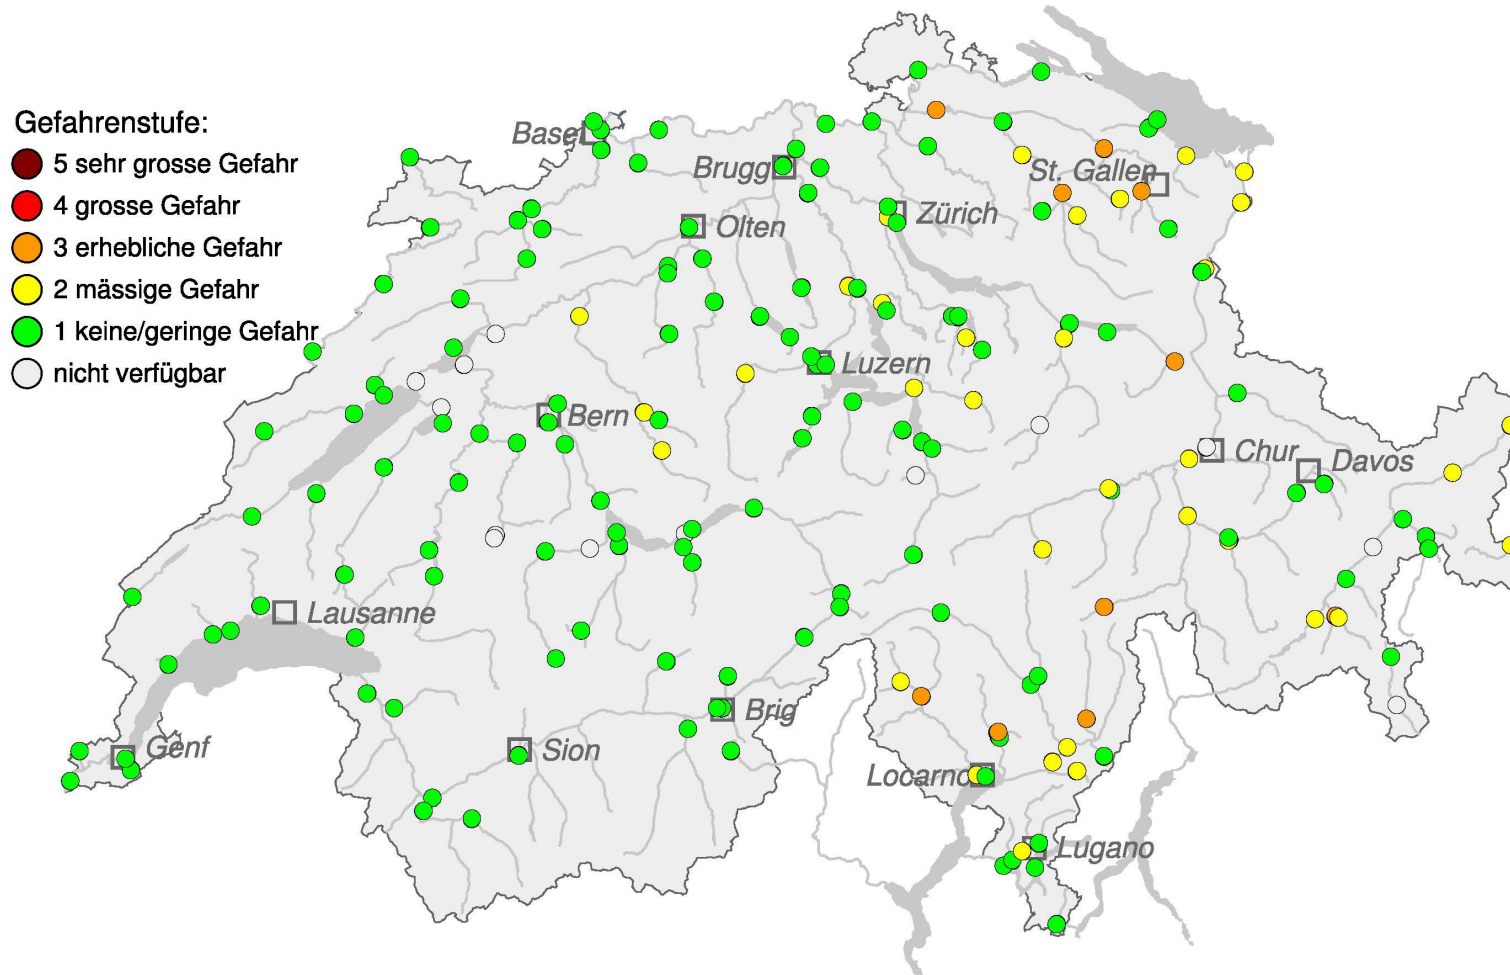 Gefahrenstufe:
5 sehr grosse Gefahr
4 grosse Gefahr
3 erhebliche Gefahr
2 mässige Gefahr
1 keine/geringe Gefahr
nicht verfügbar
Basel
Brugg
St. Gallen
Olten
Zürich
Luzern
Bern
Chur
Davos
Lausanne
Genf
Sion
Brig
Locarno
Lugano